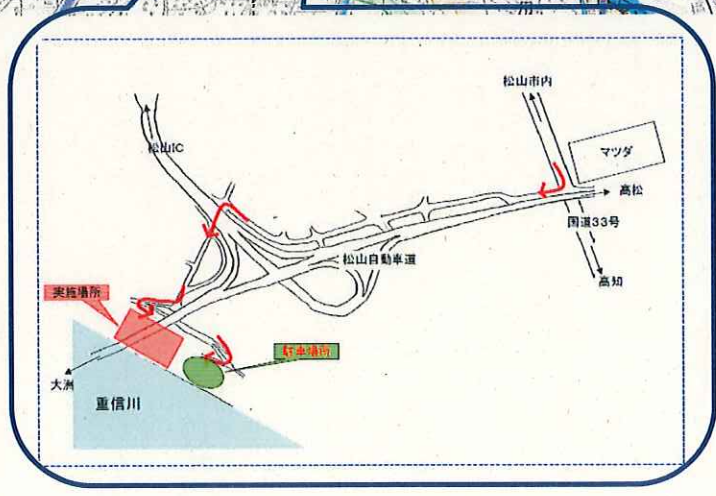 松山市内
マツダ
松山IC
高松
国道33号
松山自動車道
高知
実施場所
駐車場所
大洲
重信川